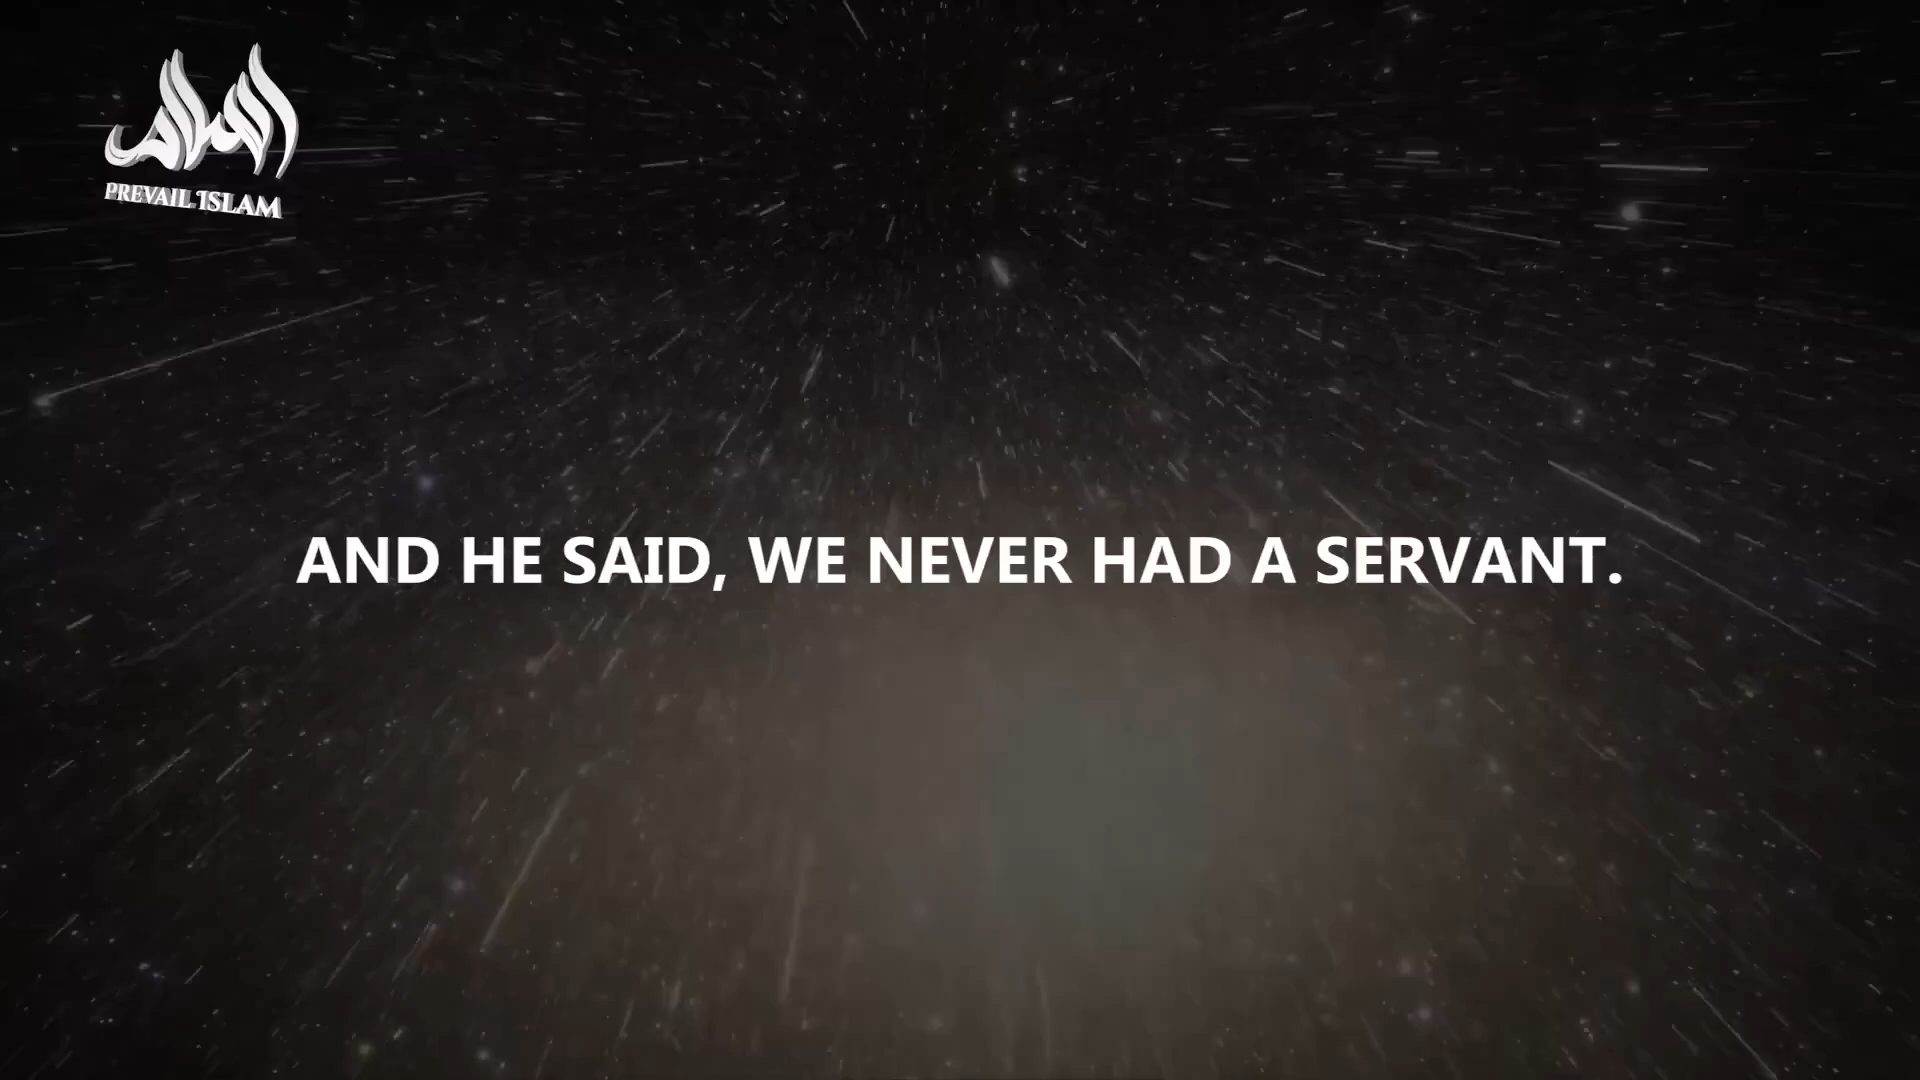 PREVAIL ISLAM
AND HE SAID, WE NEVER HAD A SERVANT.